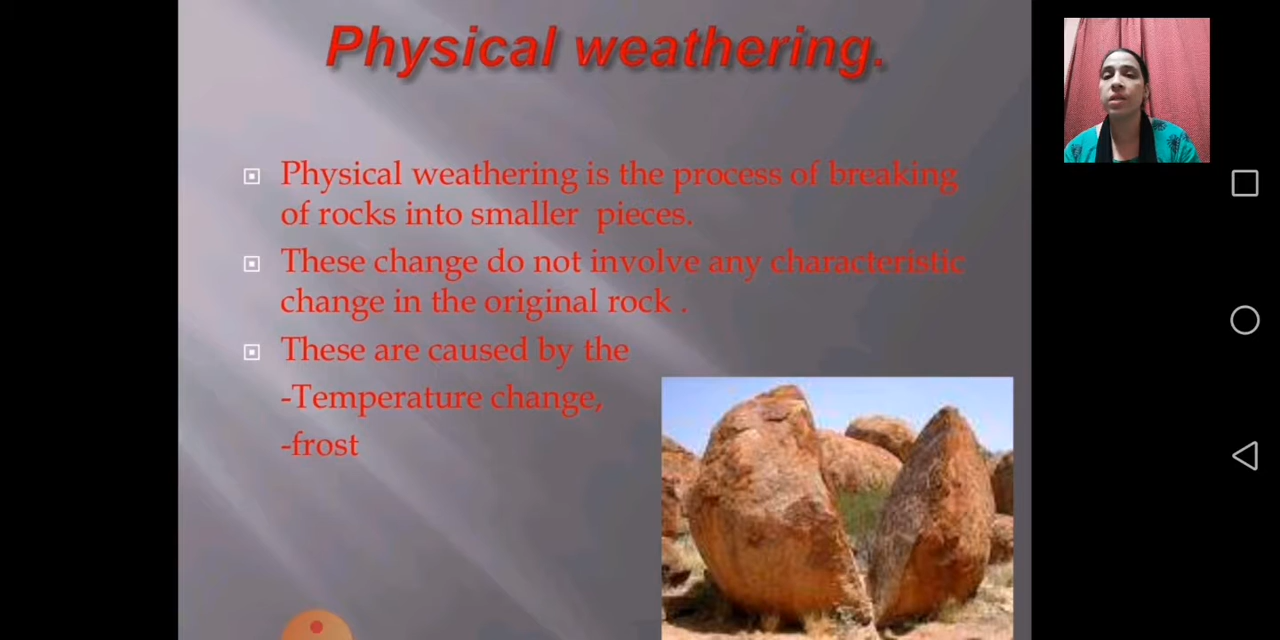 Physical weathering.
Physical weathering is the process of breaking
of rocks into smaller pieces.
These change do not involve any characteristic
change in the original rock .
These are caused by the
-Temperature change,
-frost